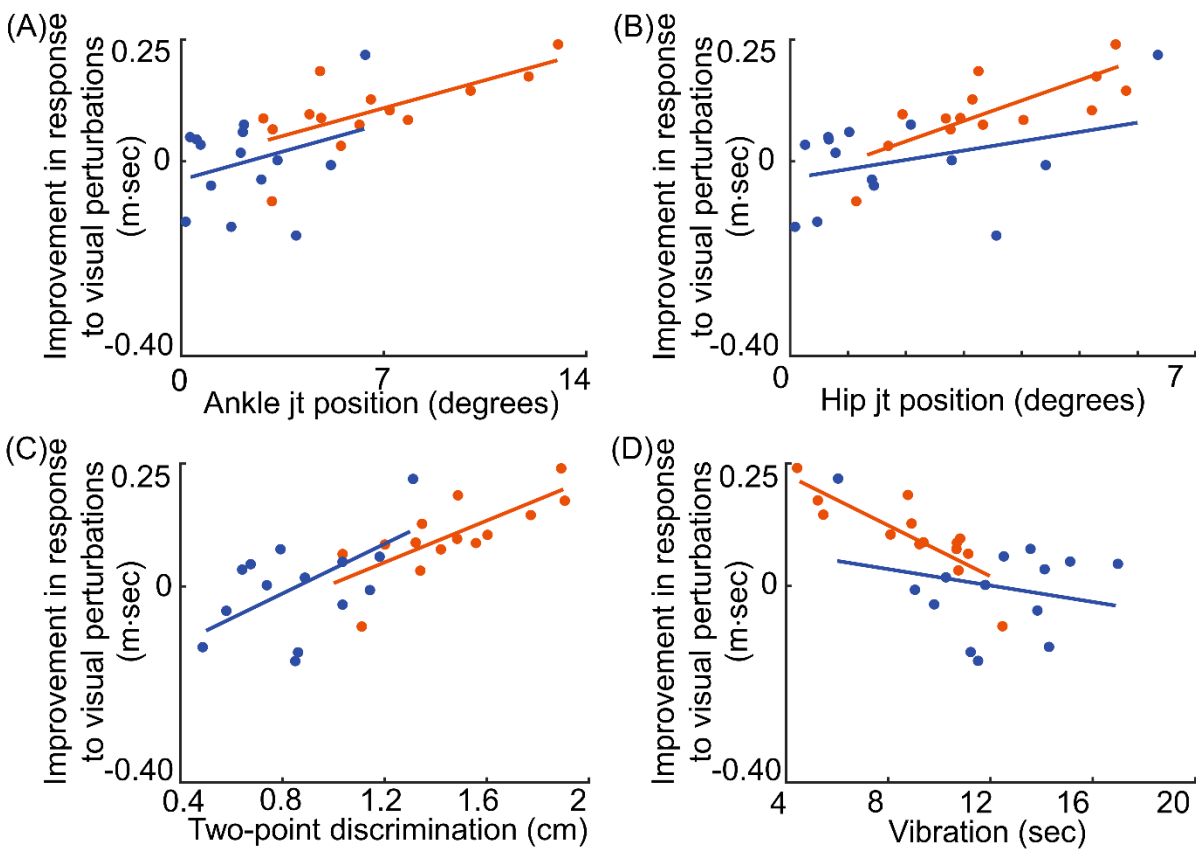 (A)
Improvement in response
to visual perturbations
(m·sec)
0.25
0
-0.40
0
7
14
Ankle jt position (degrees)
(B)
Improvement in response
to visual perturbations
(m·sec)
0.25
0
-0.40
0
7
Hip jt position (degrees)
(C)
Improvement in response
to visual perturbations
(m·sec)
0.25
0
-0.40
0.4
0.8
1.2
1.6
2
Two-point discrimination (cm)
(D)
Improvement in response
to visual perturbations
(m·sec)
0.25
0
-0.40
4
8
12
16
20
Vibration (sec)